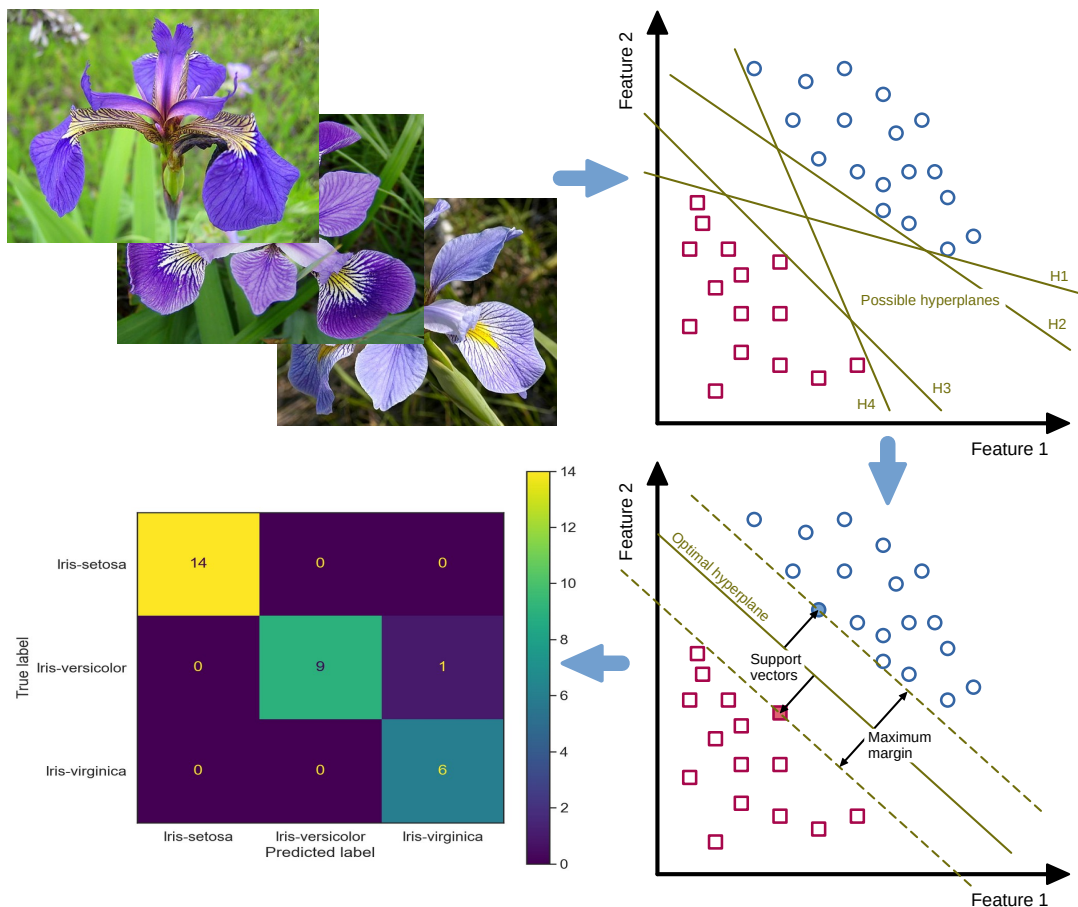 Feature 2
H1
Possible hyperplanes
H2
H3
H4
Feature 1
Feature 2
Optimal hyperplane
Support
vectors
Maximum
margin
Feature 1
True label
Iris-setosa
14 0 0
Iris-versicolor
0 9 1
Iris-virginica
0 0 6
Iris-setosa Iris-versicolor Iris-virginica
Predicted label
14
12
10
8
6
4
2
0